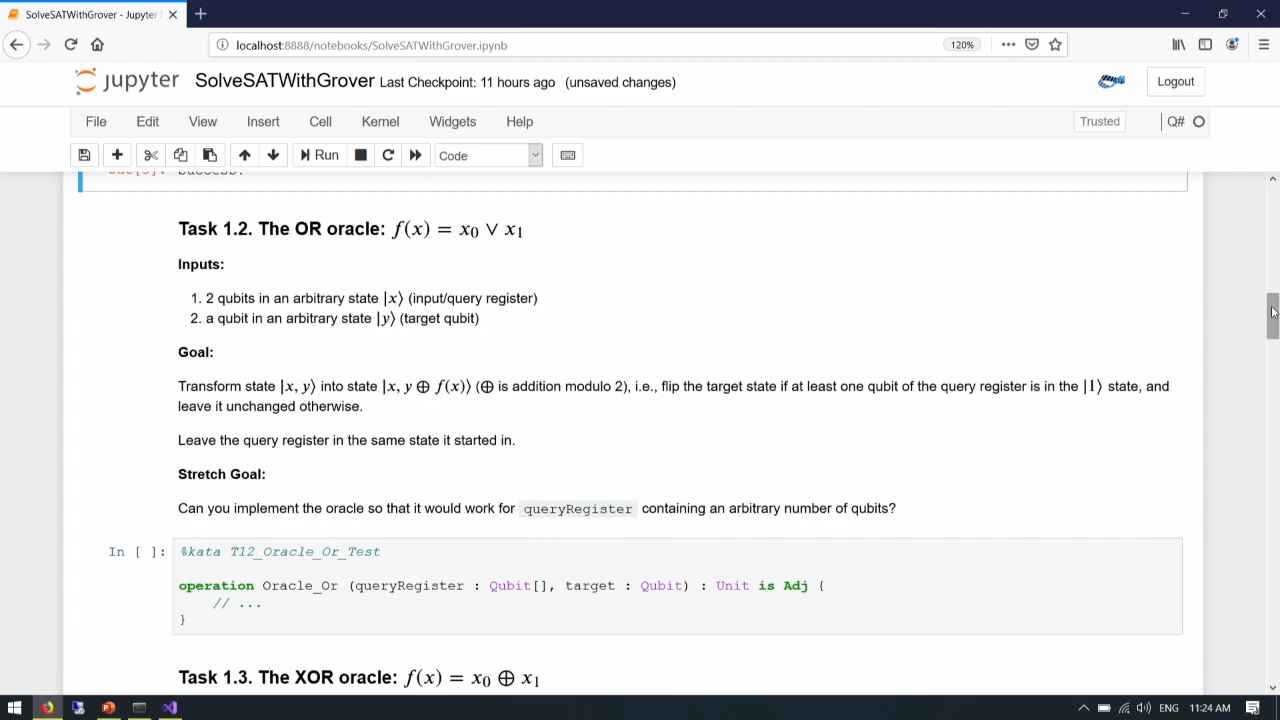 SolveSATWithGrover - Jupyter
localhost:8888/notebooks/SolveSATWithGrover.ipynb
120%
jupyter SolveSATWithGrover Last Checkpoint: 11 hours ago (unsaved changes)
Logout
File Edit View Insert Cell Kernel Widgets Help
Trusted
Q#
Run
Code
Task 1.2. The OR oracle: f(x) = x₀ ∨ x₁
Inputs:
1. 2 qubits in an arbitrary state |x⟩ (input/query register)
2. a qubit in an arbitrary state |y⟩ (target qubit)
Goal:
Transform state |x, y⟩ into state |x, y ⊕ f(x)⟩ (⊕ is addition modulo 2), i.e., flip the target state if at least one qubit of the query register is in the |1⟩ state, and
leave it unchanged otherwise.
Leave the query register in the same state it started in.
Stretch Goal:
Can you implement the oracle so that it would work for queryRegister containing an arbitrary number of qubits?
In [ ]: %kata T12_Oracle_Or_Test
operation Oracle_Or (queryRegister : Qubit[], target : Qubit) : Unit is Adj {
// ...
}
Task 1.3. The XOR oracle: f(x) = x₀ ⊕ x₁
ENG 11:24 AM